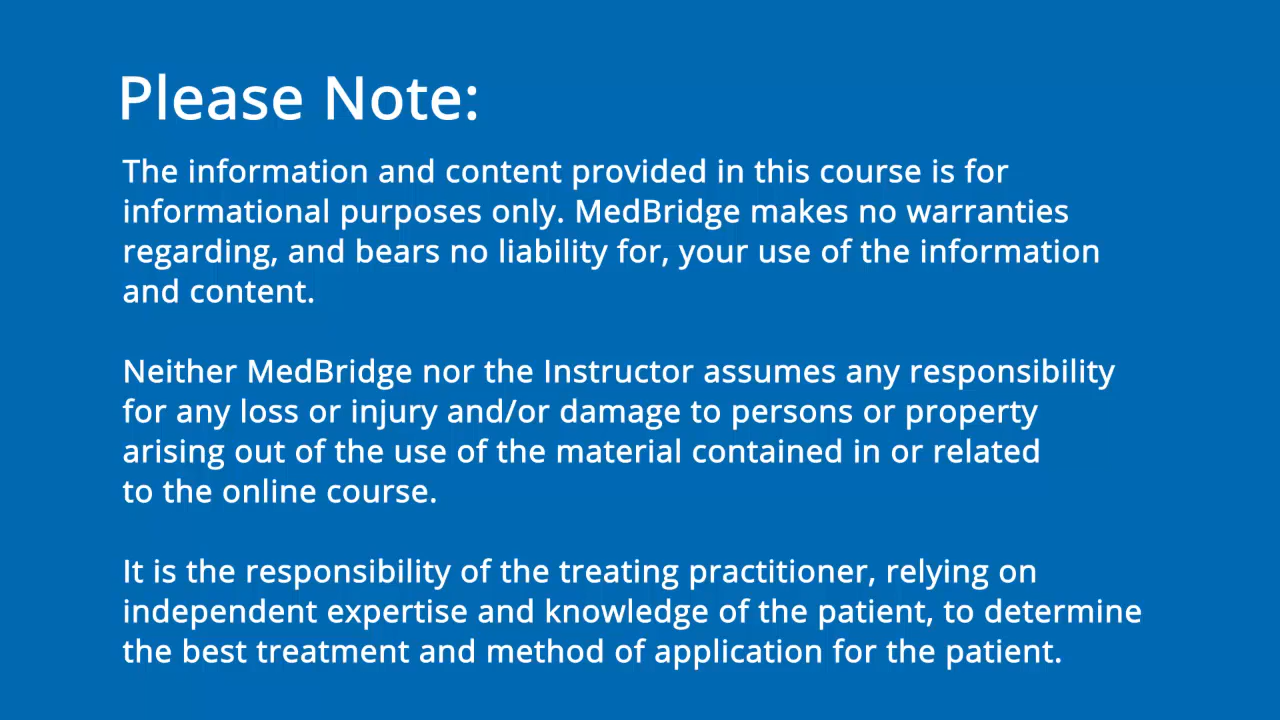 Please Note:
The information and content provided in this course is for
informational purposes only. MedBridge makes no warranties
regarding, and bears no liability for, your use of the information
and content.
Neither MedBridge nor the Instructor assumes any responsibility
for any loss or injury and/or damage to persons or property
arising out of the use of the material contained in or related
to the online course.
It is the responsibility of the treating practitioner, relying on
independent expertise and knowledge of the patient, to determine
the best treatment and method of application for the patient.